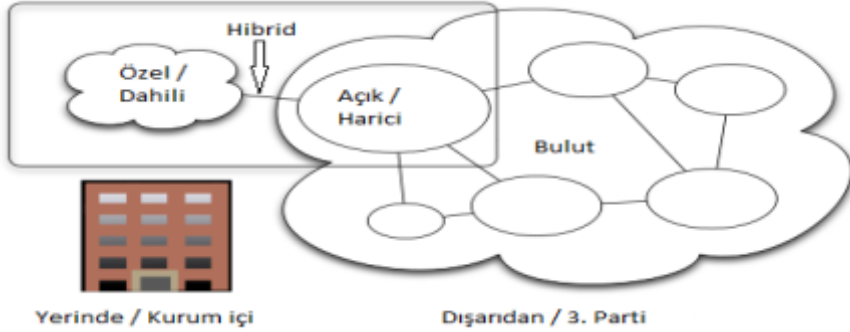 Hibrid
Özel /
Dahili
Açık /
Harici
Bulut
Yerinde / Kurum içi
Dışarıdan / 3. Parti